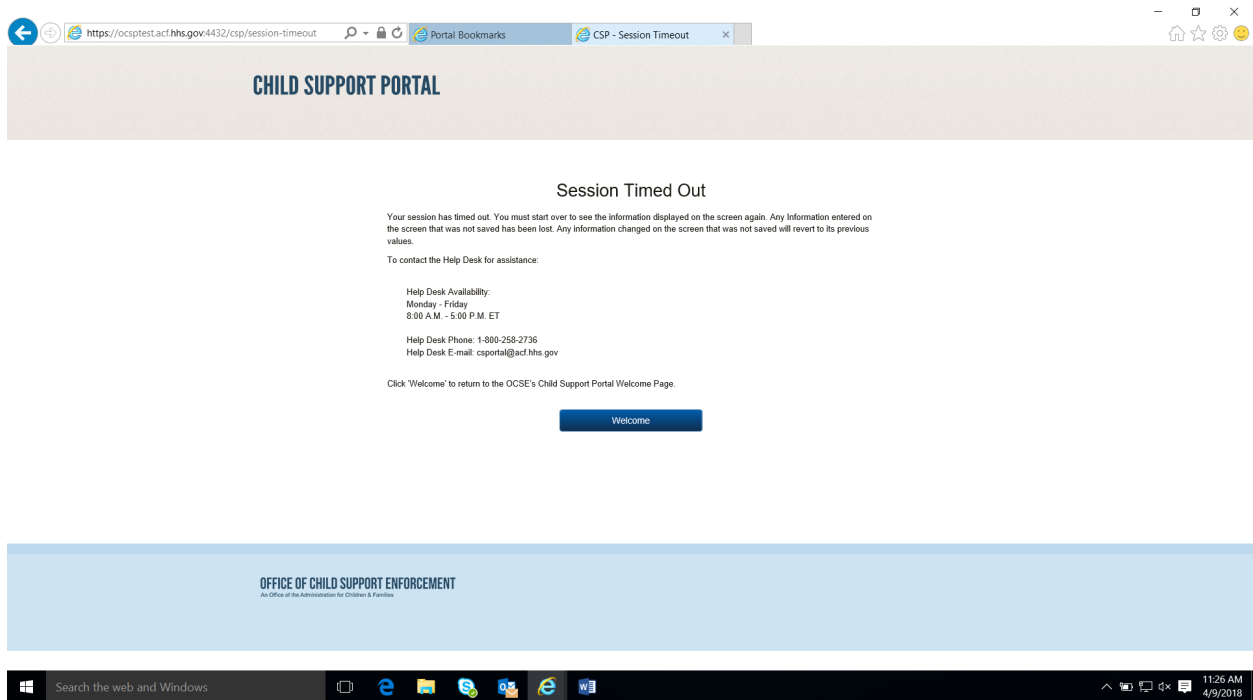 https://ocsptest.acf.hhs.gov:4432/csp/session-timeout
Portal Bookmarks
CSP - Session Timeout
CHILD SUPPORT PORTAL
Session Timed Out
Your session has timed out. You must start over to see the information displayed on the screen again. Any Information entered on
the screen that was not saved has been lost. Any information changed on the screen that was not saved will revert to its previous
values.
To contact the Help Desk for assistance:
Help Desk Availability:
Monday - Friday
8:00 A.M. - 5:00 P.M. ET
Help Desk Phone: 1-800-258-2736
Help Desk E-mail: csportal@acf.hhs.gov
Click 'Welcome' to return to the OCSE's Child Support Portal Welcome Page.
Welcome
OFFICE OF CHILD SUPPORT ENFORCEMENT
An Office of the Administration for Children & Families
Search the web and Windows
11:26 AM
4/9/2018